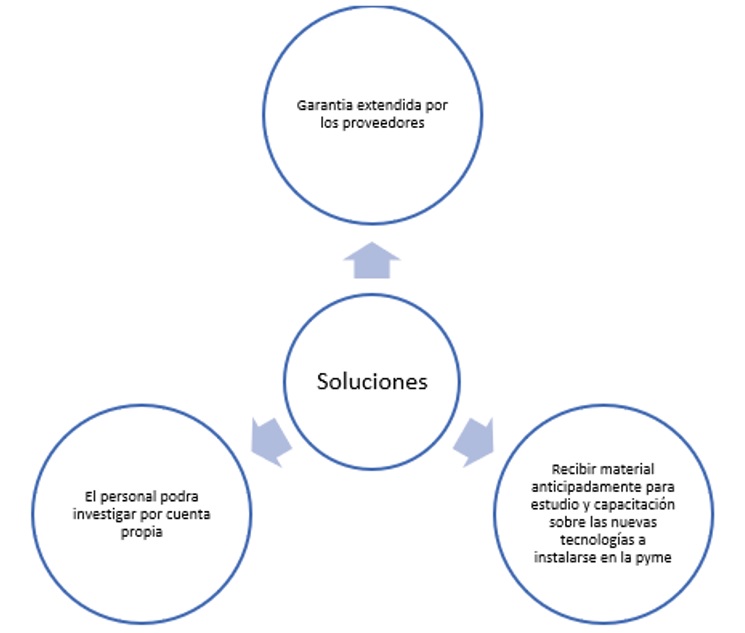 Garantia extendida por
los proveedores
Soluciones
El personal podra
investigar por cuenta
propia
Recibir material
anticipadamente para
estudio y capacitación
sobre las nuevas
tecnologías a
instalarse en la pyme